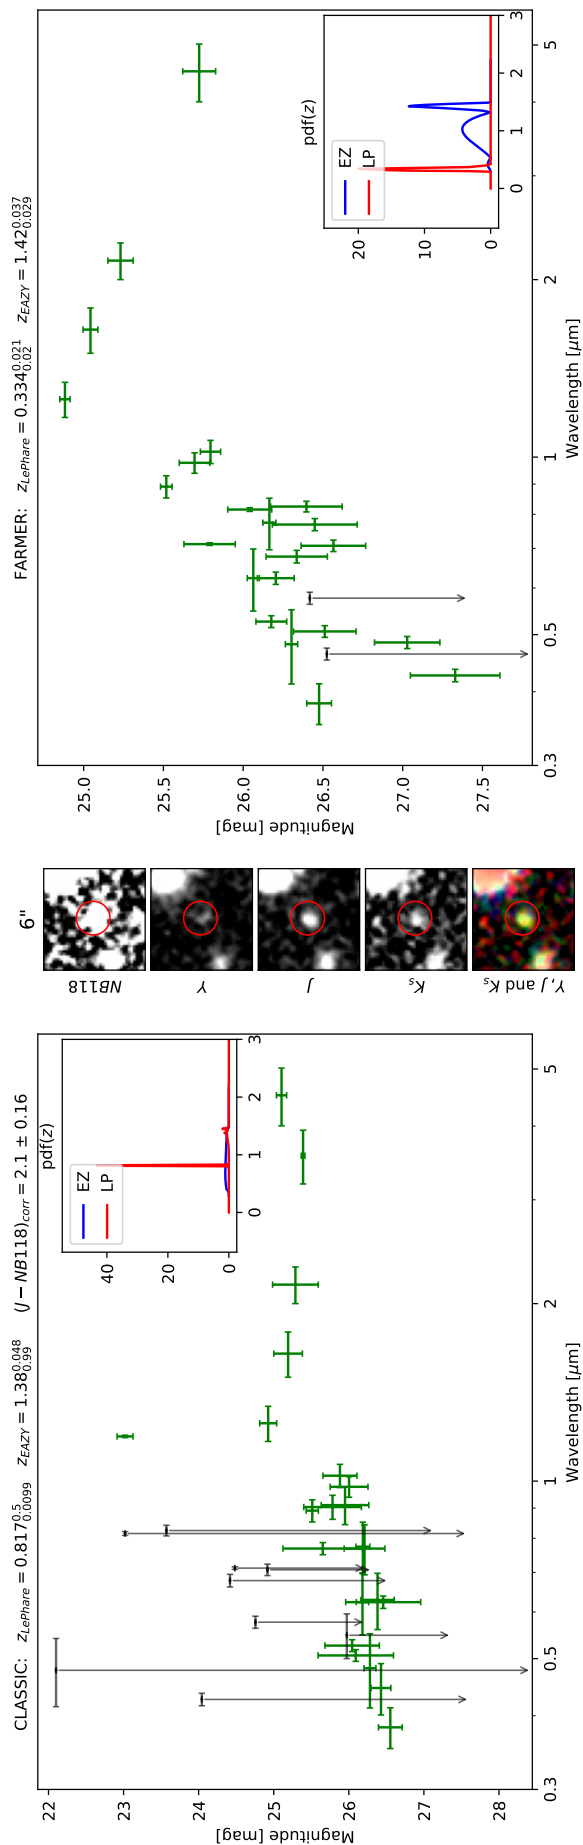 CLASSIC: z_LePhare = 0.817^0.5_0.0099 z_EAZY = 1.38^0.048_0.99 (J − NB118)_corr = 2.1 ± 0.16
Magnitude [mag]
22
23
24
25
26
27
28
0.3
0.5
1
2
5
Wavelength [μm]
pdf(z)
EZ
LP
40
20
0
0
1
2
3
6"
NB118
Y
J
K_s
Y, J and K_s
FARMER: z_LePhare = 0.334^0.021_0.02 z_EAZY = 1.42^0.037_0.029
Magnitude [mag]
25.0
25.5
26.0
26.5
27.0
27.5
0.3
0.5
1
2
5
Wavelength [μm]
pdf(z)
EZ
LP
20
10
0
0
1
2
3